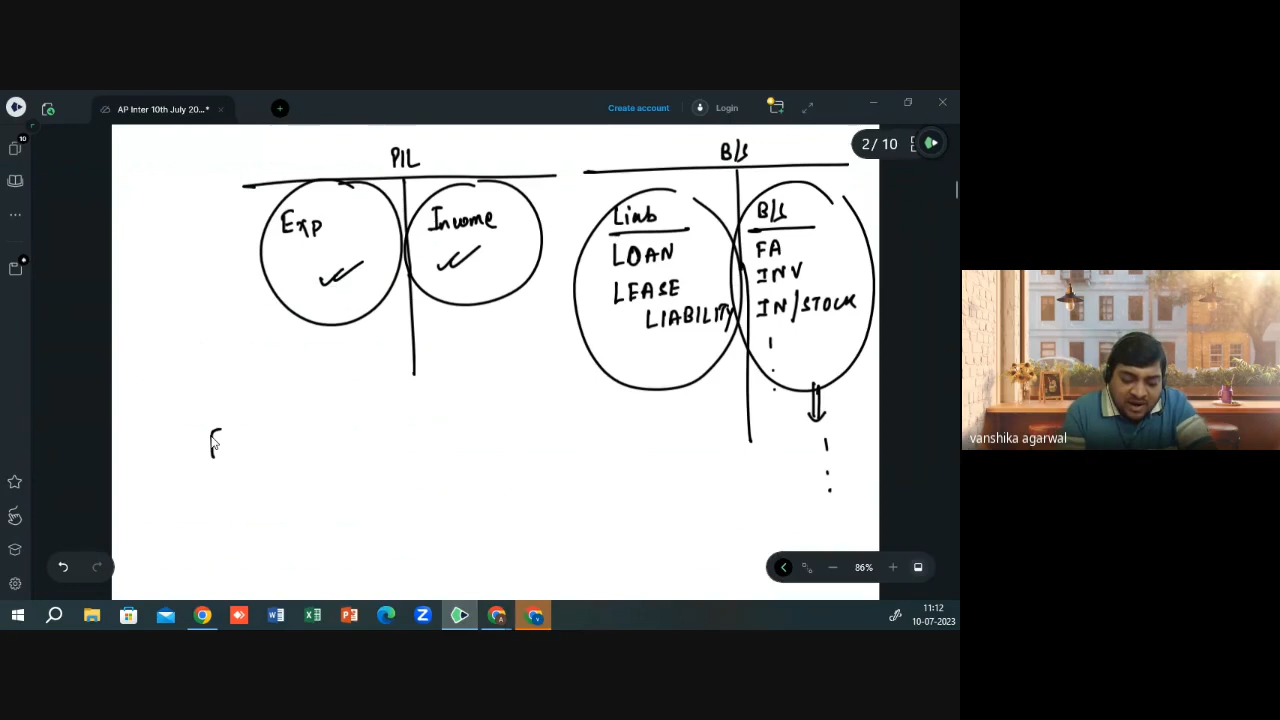 AP Inter 10th July 20...*
Create account
Login
10
2 / 10
P/L
B/S
Exp
Income
Liab
B/S
LOAN
FA
LEASE
INV
LIABILITY
IN/STOCK
vanshika agarwal
86%
11:12
10-07-2023